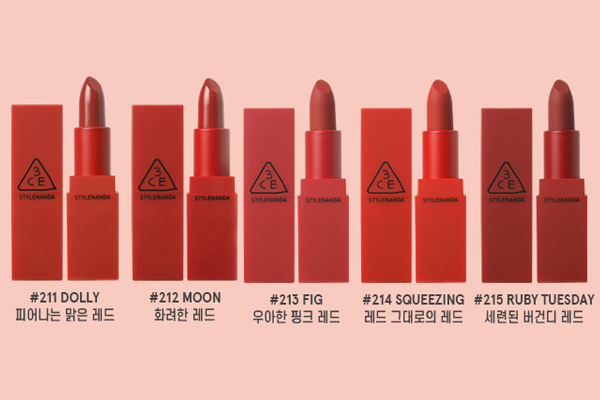 3CE STYLENANDA STYLENANDA
3CE STYLENANDA STYLENANDA
3CE STYLENANDA STYLENANDA
3CE STYLENANDA STYLENANDA
3CE STYLENANDA STYLENANDA
#211 DOLLY
피어나는 맑은 레드
#212 MOON
화려한 레드
#213 FIG
우아한 핑크 레드
#214 SQUEEZING
레드 그대로의 레드
#215 RUBY TUESDAY
세련된 버건디 레드